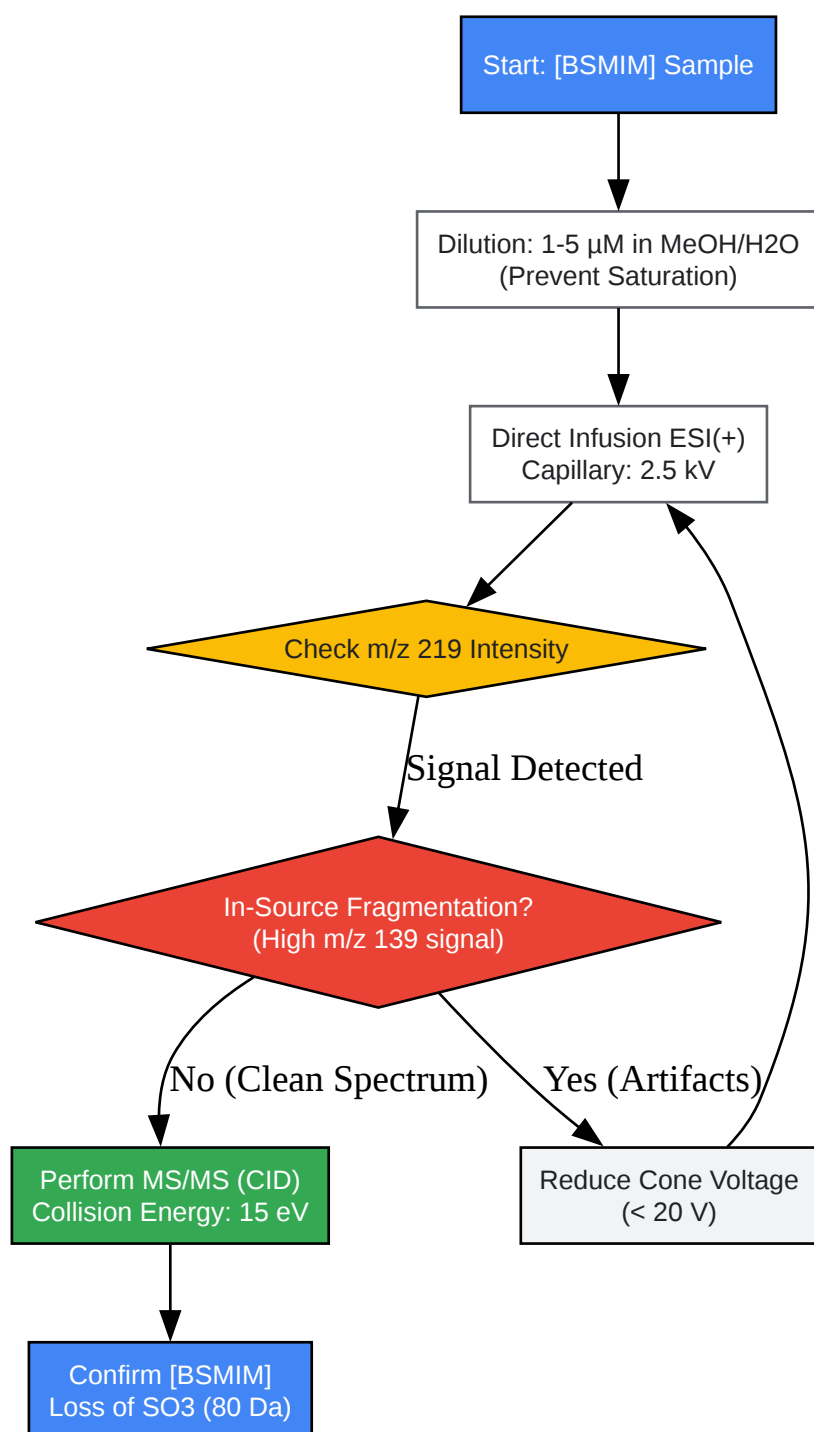 Start: [BSMIM] Sample
Dilution: 1-5 µM in MeOH/H2O
(Prevent Saturation)
Direct Infusion ESI(+)
Capillary: 2.5 kV
Check m/z 219 Intensity
Signal Detected
In-Source Fragmentation?
(High m/z 139 signal)
No (Clean Spectrum)
Yes (Artifacts)
Perform MS/MS (CID)
Collision Energy: 15 eV
Reduce Cone Voltage
(< 20 V)
Confirm [BSMIM]
Loss of SO3 (80 Da)